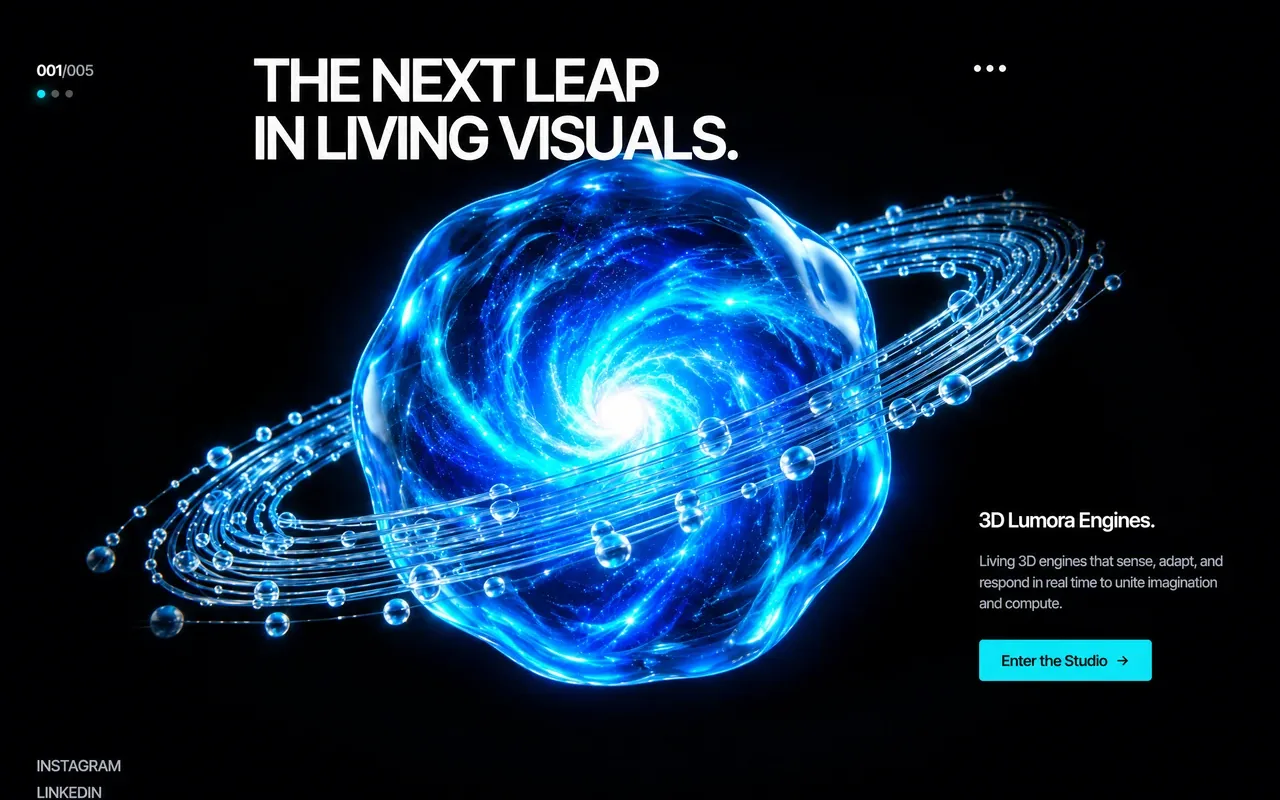 001/005
THE NEXT LEAP
IN LIVING VISUALS.
3D Lumora Engines.
Living 3D engines that sense, adapt, and
respond in real time to unite imagination
and compute.
Enter the Studio →
INSTAGRAM
LINKEDIN